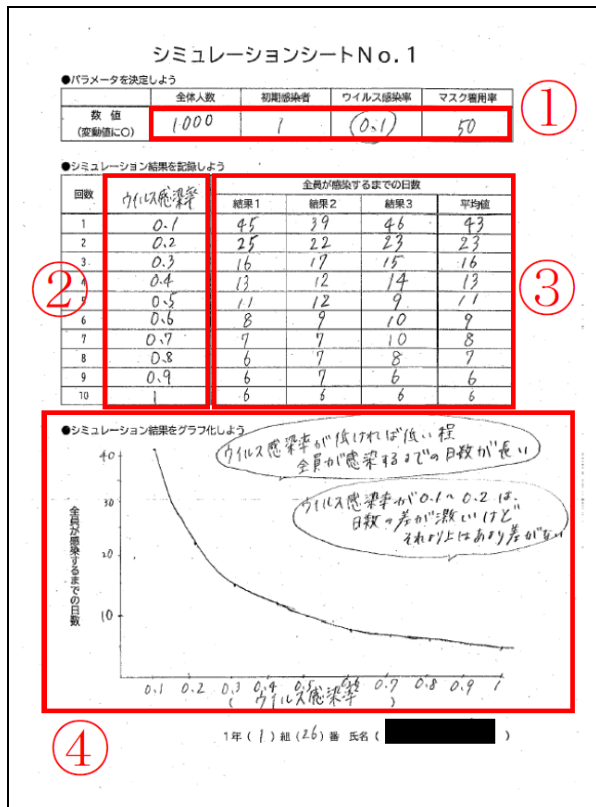 シミュレーションシートNo.1
●パラメータを決定しよう
全体人数 初期感染者 ウイルス感染率 マスク着用率
①
数 値
(変動値に○) 1000 1 0.1 50
●シミュレーション結果を記録しよう
回数 ウイルス感染率 全員が感染するまでの日数
結果1 結果2 結果3 平均値
1 0.1 45 39 46 43
2 0.2 25 22 23 23
3 0.3 16 17 15 16
② ③
4 0.4 13 12 14 13
5 0.5 11 12 9 11
6 0.6 8 9 10 9
7 0.7 7 7 10 8
8 0.8 6 7 8 7
9 0.9 6 7 6 6
10 1 6 6 6 6
●シミュレーション結果をグラフ化しよう
ウイルス感染率が低ければ低い程
全員が感染するまでの日数が長い
ウイルス感染率が0.1~0.2は、
日数の差が激しいけど
それより上はあまり差がない
全員が感染するまでの日数
40
30
20
10
0.1 0.2 0.3 0.4 0.5 0.6 0.7 0.8 0.9 1
( ウイルス感染率 )
④
1年(1)組(26)番 氏名( )